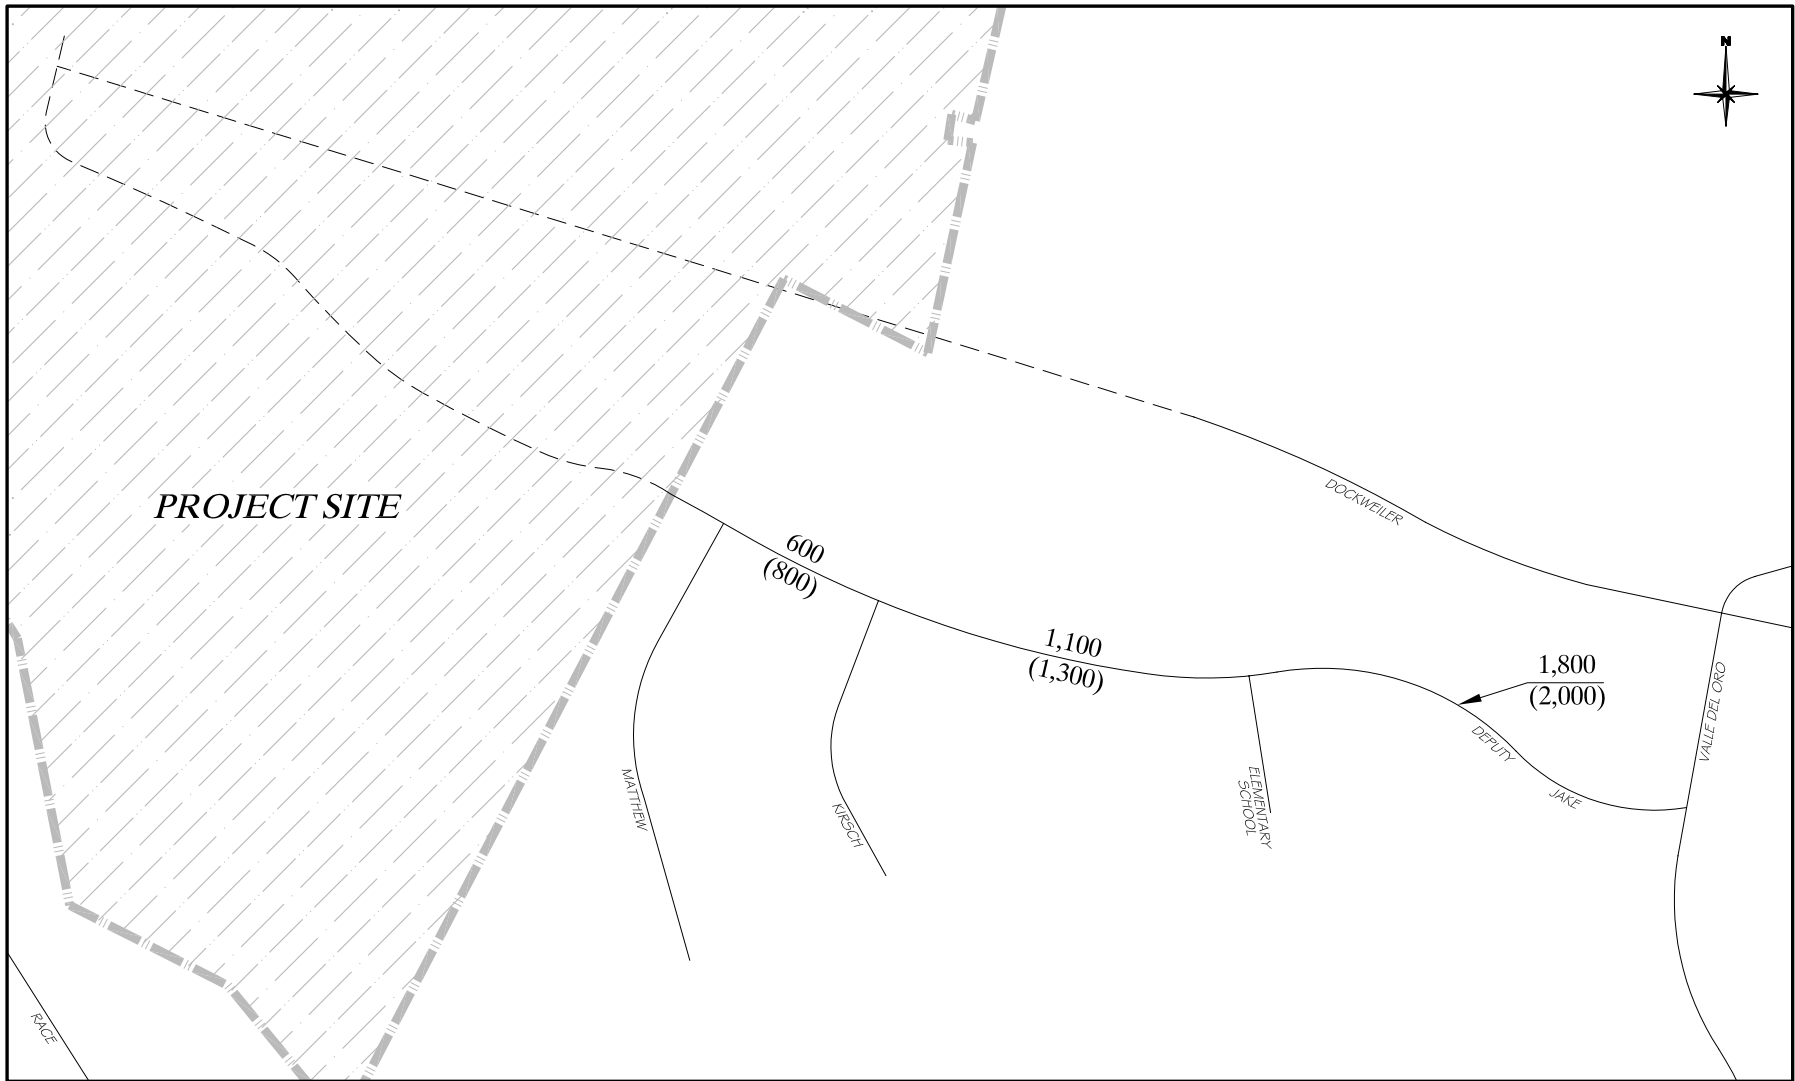 N
PROJECT SITE
DOCKWEILER
600
(800)
1,100
(1,300)
1,800
(2,000)
VALLE DEL ORO
DEPUTY
JAKE
MATTHEW
KIRSCH
ELEMENTARY
SCHOOL
RACE